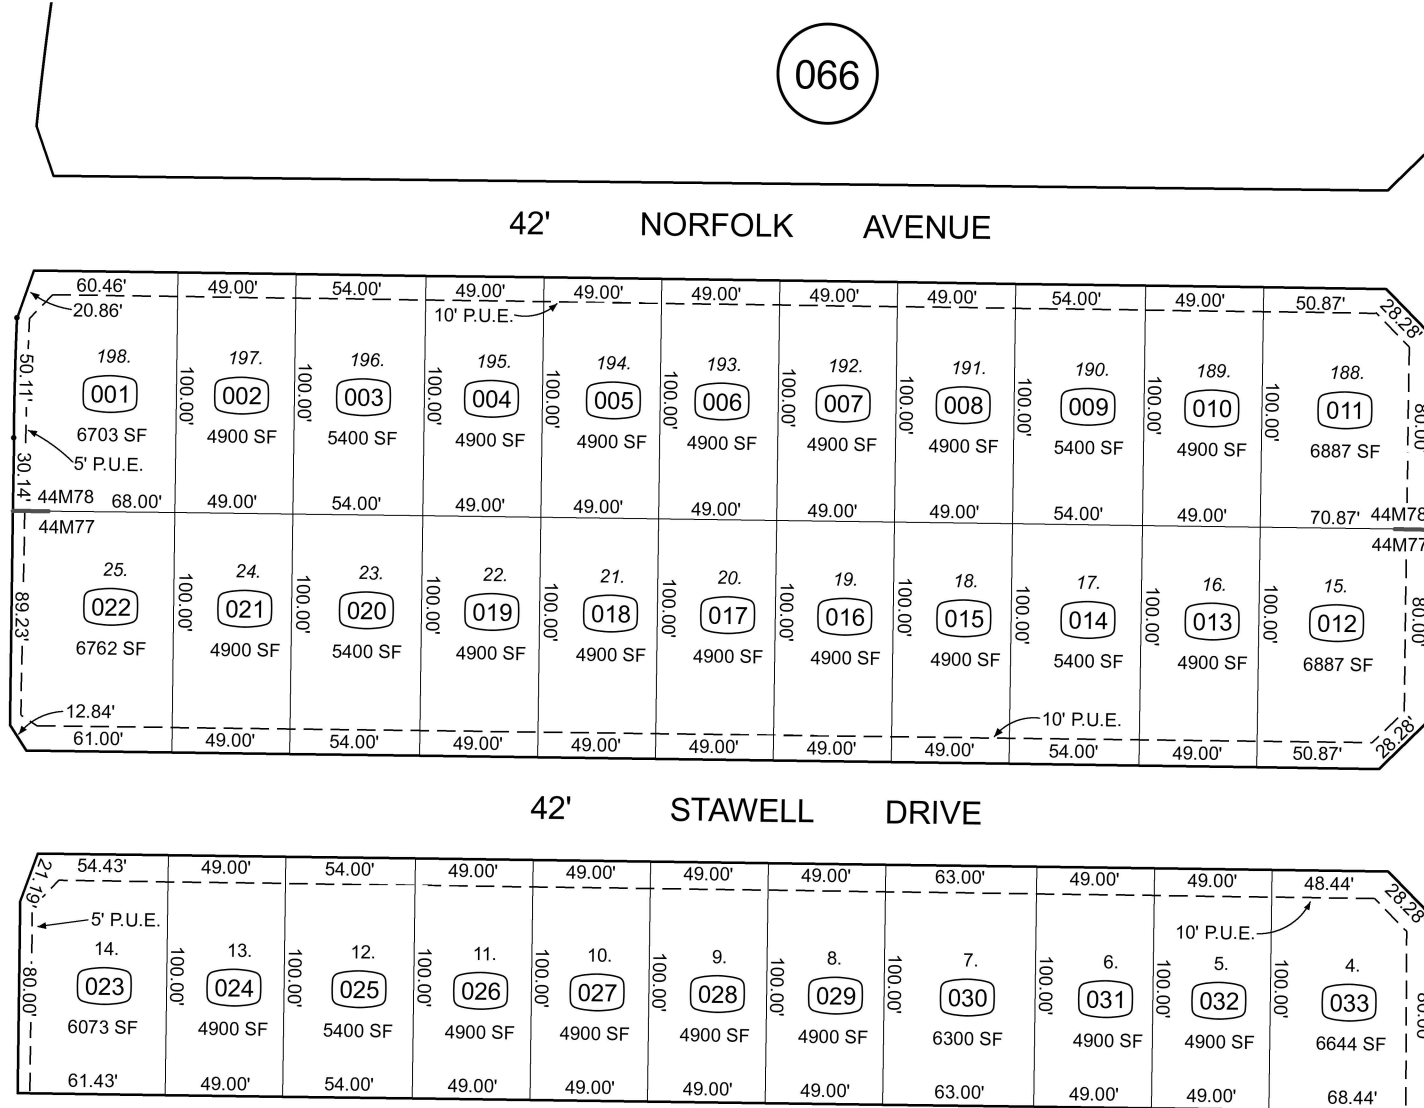 066
42' NORFOLK AVENUE
60.46' 49.00' 54.00' 49.00' 49.00' 49.00' 49.00' 49.00' 54.00' 49.00' 50.87' 28.28'
20.86' 10' P.U.E.
198. 197. 196. 195. 194. 193. 192. 191. 190. 189. 188.
50.11' 100.00' 100.00' 100.00' 100.00' 100.00' 100.00' 100.00' 100.00' 100.00' 100.00' 80.00'
001 002 003 004 005 006 007 008 009 010 011
6703 SF 4900 SF 5400 SF 4900 SF 4900 SF 4900 SF 4900 SF 4900 SF 5400 SF 4900 SF 6887 SF
30.14' 5' P.U.E.
44M78 68.00' 49.00' 54.00' 49.00' 49.00' 49.00' 49.00' 49.00' 54.00' 49.00' 70.87' 44M78
44M77 44M77
25. 24. 23. 22. 21. 20. 19. 18. 17. 16. 15.
89.23' 100.00' 100.00' 100.00' 100.00' 100.00' 100.00' 100.00' 100.00' 100.00' 100.00' 80.00'
022 021 020 019 018 017 016 015 014 013 012
6762 SF 4900 SF 5400 SF 4900 SF 4900 SF 4900 SF 4900 SF 4900 SF 5400 SF 4900 SF 6887 SF
12.84' 10' P.U.E.
61.00' 49.00' 54.00' 49.00' 49.00' 49.00' 49.00' 49.00' 54.00' 49.00' 50.87' 28.28'
42' STAWELL DRIVE
21.19' 54.43' 49.00' 54.00' 49.00' 49.00' 49.00' 49.00' 63.00' 49.00' 49.00' 48.44' 28.28
5' P.U.E. 10' P.U.E.
14. 13. 12. 11. 10. 9. 8. 7. 6. 5. 4.
80.00' 100.00' 100.00' 100.00' 100.00' 100.00' 100.00' 100.00' 100.00' 100.00' 100.00'
023 024 025 026 027 028 029 030 031 032 033
6073 SF 4900 SF 5400 SF 4900 SF 4900 SF 4900 SF 4900 SF 6300 SF 4900 SF 4900 SF 6644 SF
61.43' 49.00' 54.00' 49.00' 49.00' 49.00' 49.00' 63.00' 49.00' 49.00' 68.44'